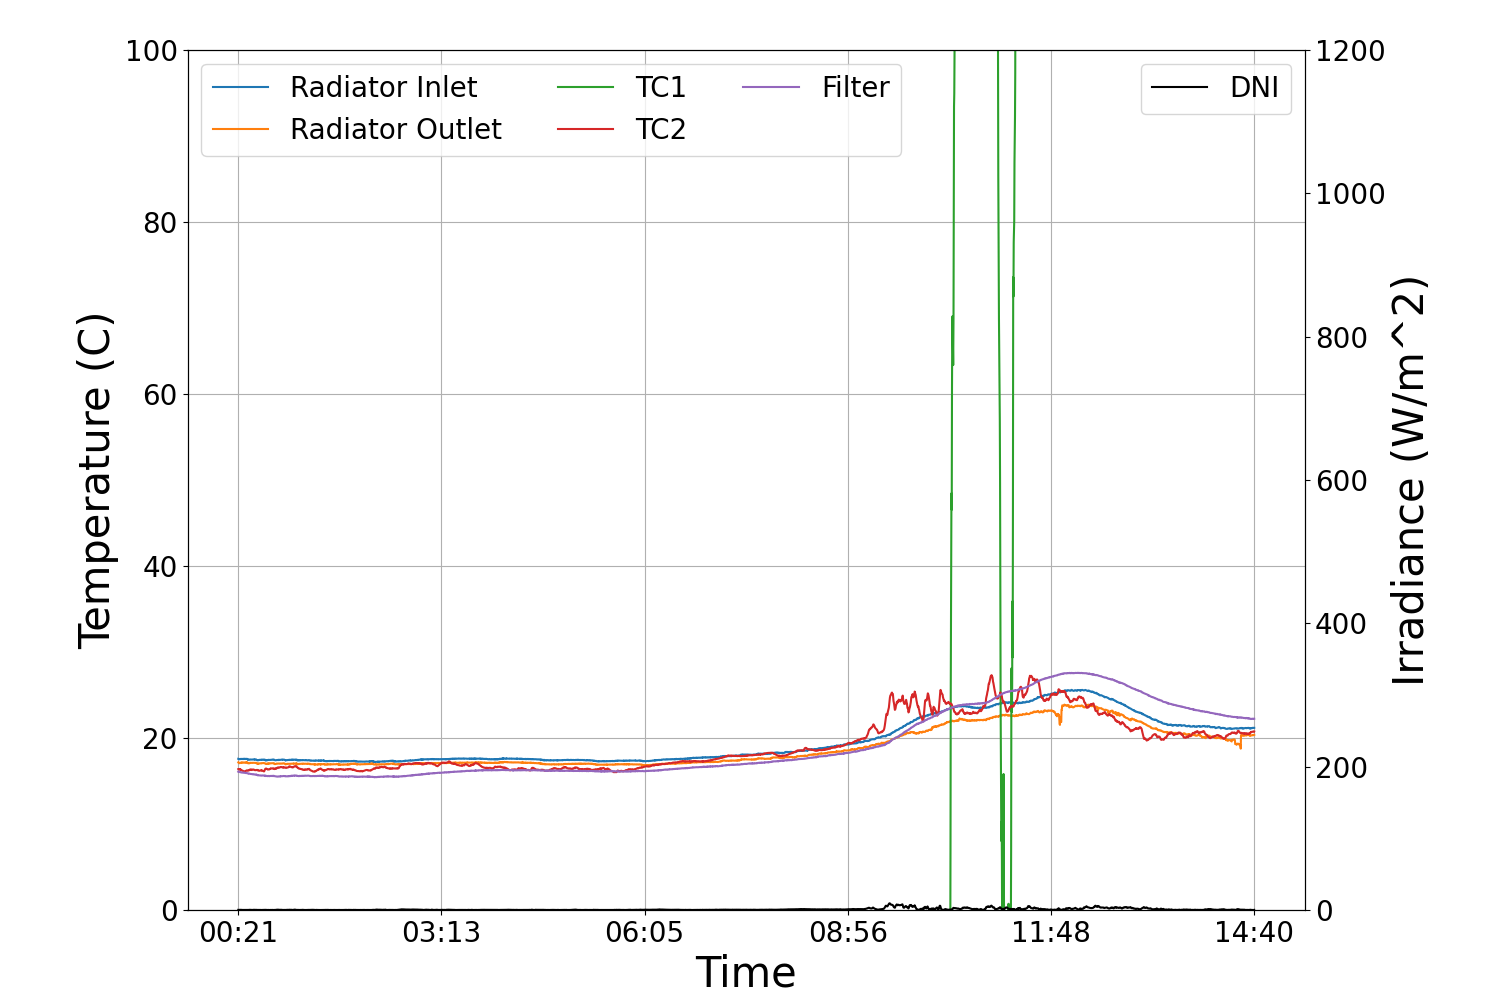 100
80
60
40
20
0
Temperature (C)
Radiator Inlet
Radiator Outlet
TC1
TC2
Filter
DNI
1200
1000
800
600
400
200
0
Irradiance (W/m^2)
00:21 03:13 06:05 08:56 11:48 14:40
Time